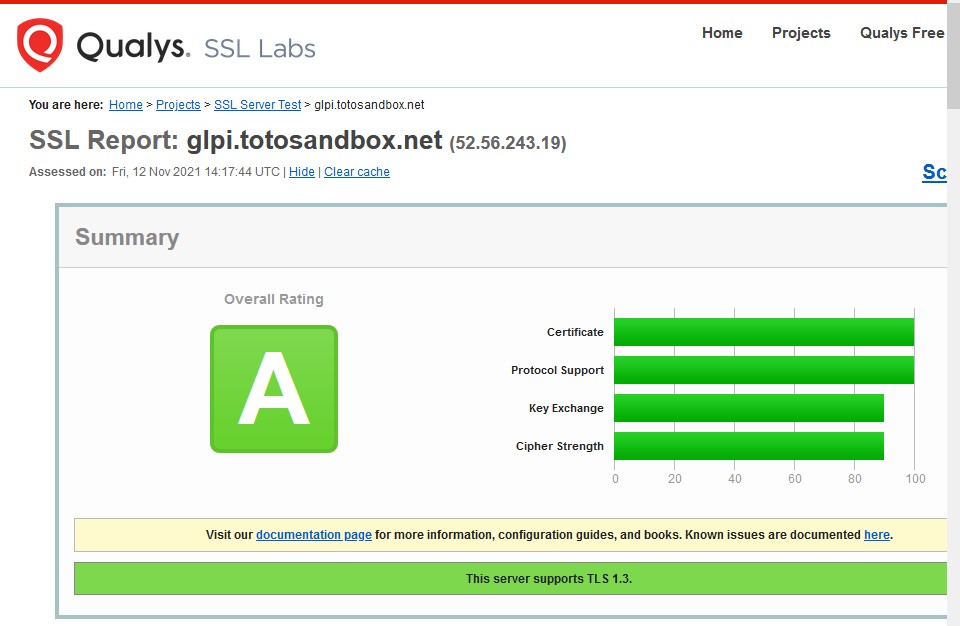 Qualys. SSL Labs
Home Projects Qualys Free
You are here: Home > Projects > SSL Server Test > glpi.totosandbox.net
SSL Report: glpi.totosandbox.net (52.56.243.19)
Assessed on: Fri, 12 Nov 2021 14:17:44 UTC | Hide | Clear cache
Sc
Summary
Overall Rating
A
Certificate
Protocol Support
Key Exchange
Cipher Strength
0 20 40 60 80 100
Visit our documentation page for more information, configuration guides, and books. Known issues are documented here.
This server supports TLS 1.3.